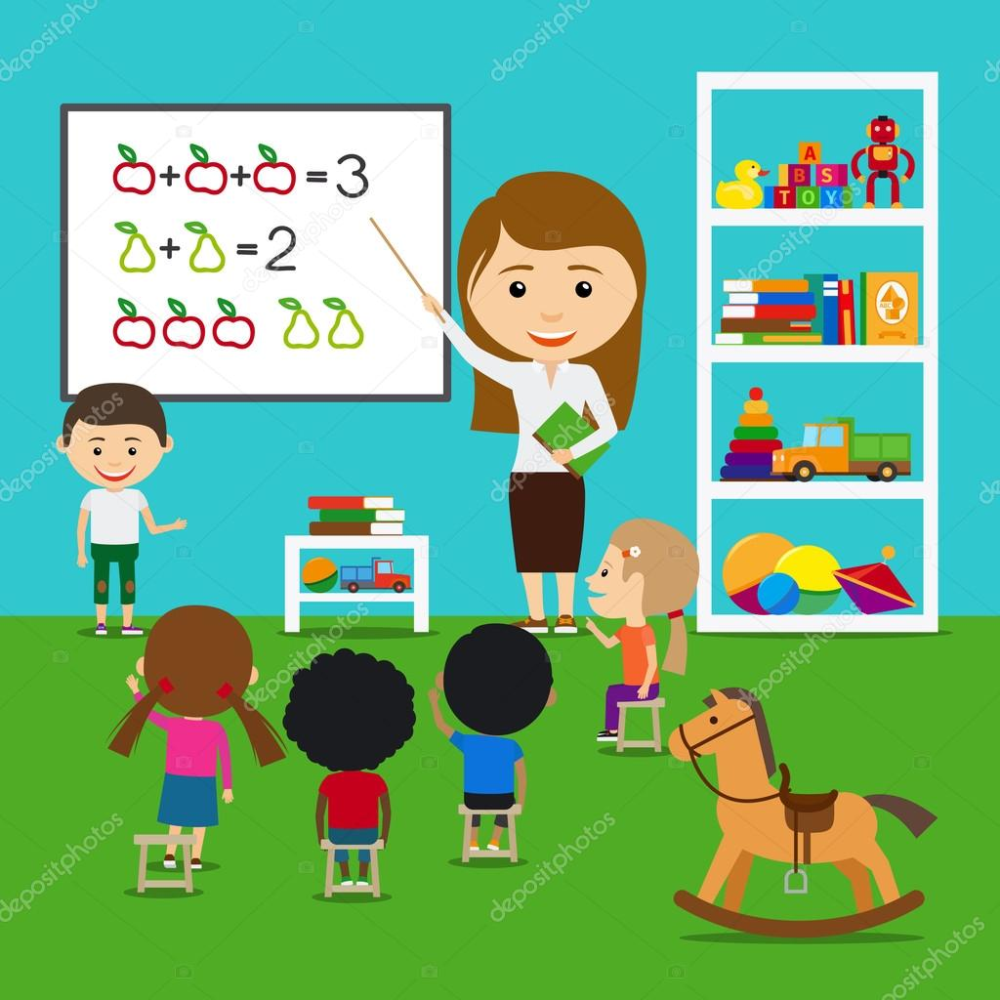 + + = 3
+ = 2
A
B S
T O Y
ABC
depositphotos